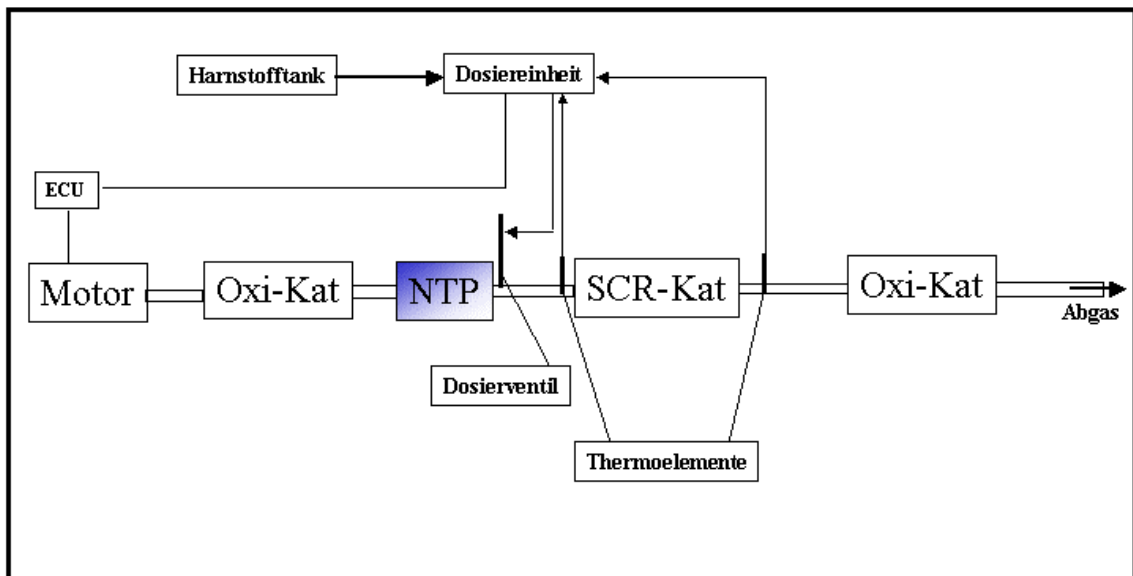 Harnstofftank
Dosiereinheit
ECU
Motor
Oxi-Kat
NTP
SCR-Kat
Oxi-Kat
Abgas
Dosierventil
Thermoelemente